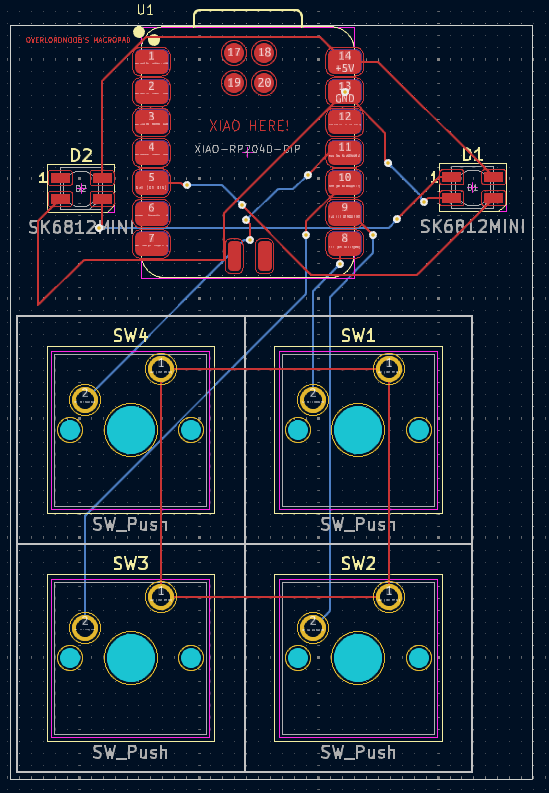 U1
OVERLORDNOOB'S MACROPAD
1
17 18
14
+5V
2
19 20
13
GND
3
XIAO HERE!
12
XIAO-RP2040-DIP
4
11
D2
D1
1
D2
5
10
1
D1
6
9
SK6812MINI
SK6812MINI
7
8
SW4
SW1
1
1
2
2
SW_Push
SW_Push
SW3
SW2
1
1
2
2
SW_Push
SW_Push